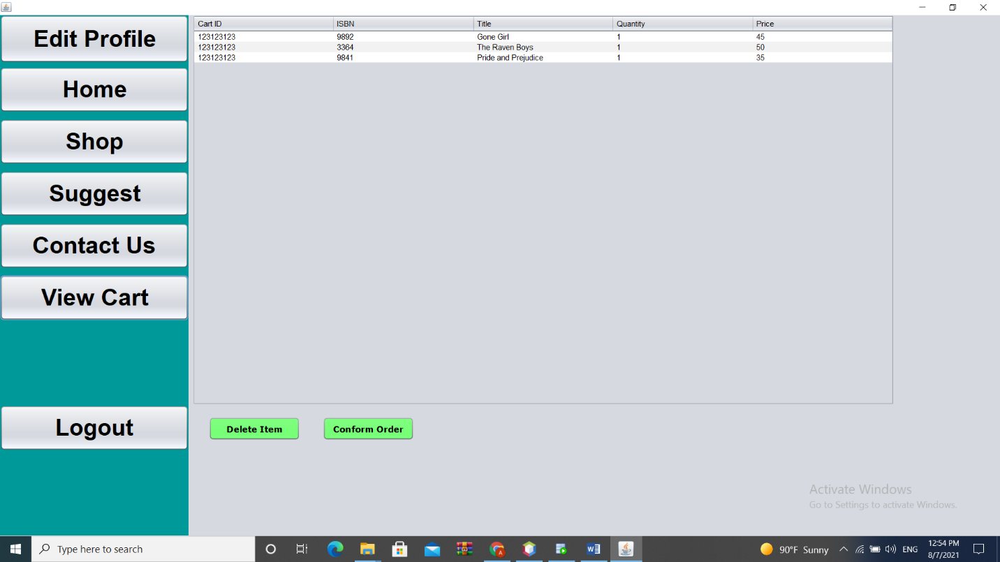 Edit Profile
Home
Shop
Suggest
Contact Us
View Cart
Logout
Cart ID ISBN Title Quantity Price
123123123 9892 Gone Girl 1 45
123123123 3364 The Raven Boys 1 50
123123123 9841 Pride and Prejudice 1 35
Delete Item Conform Order
Activate Windows
Go to Settings to activate Windows.
Type here to search
90°F Sunny
ENG
12:54 PM
8/7/2021